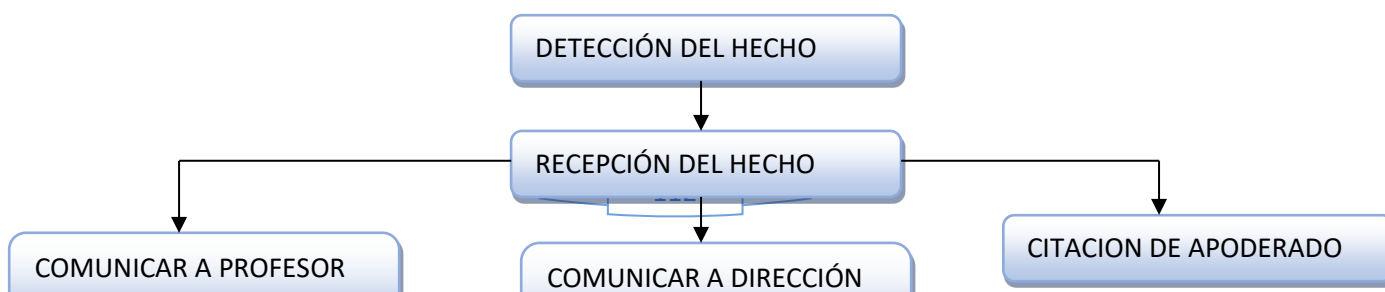 DETECCIÓN DEL HECHO
RECEPCIÓN DEL HECHO
COMUNICAR A PROFESOR
COMUNICAR A DIRECCIÓN
CITACION DE APODERADO